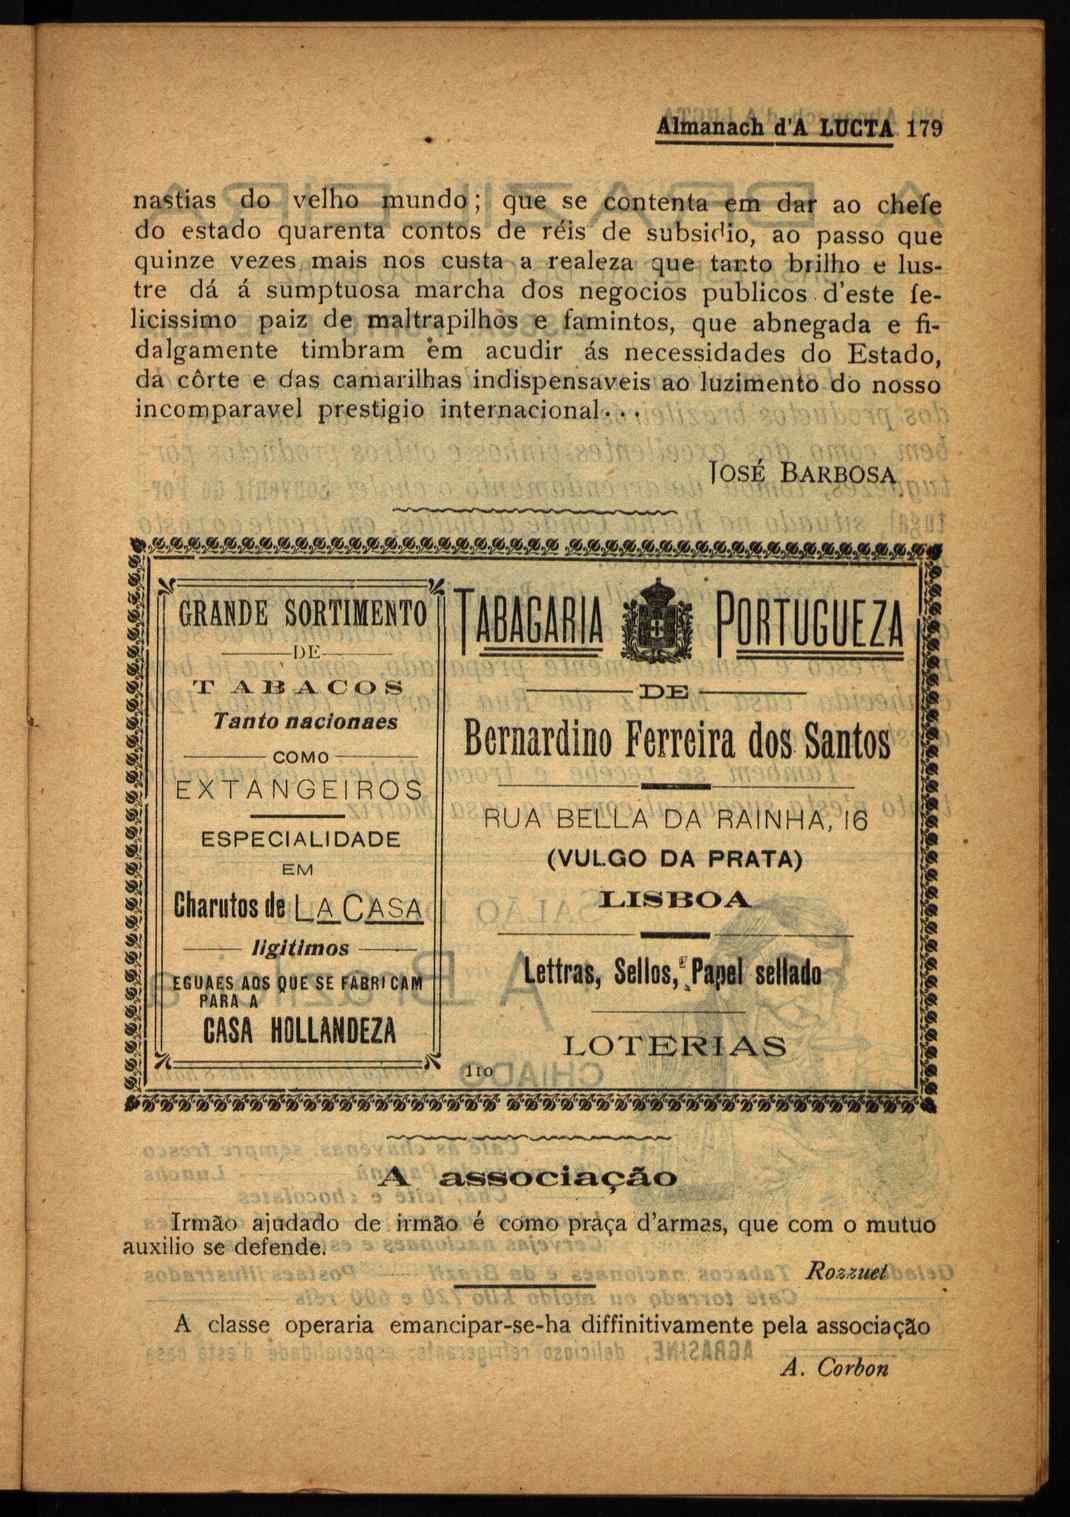 Almanach d'A LUCTA 179
nastias do velho mundo; que se contenta em dar ao chefe
do estado quarenta contos de réis de subsidio, ao passo que
quinze vezes mais nos custa a realeza que tanto brilho e lus-
tre dá á sumptuosa marcha dos negocios publicos d'este fe-
licissimo paiz de maltrapilhos e famintos, que abnegada e fi-
dalgamente timbram em acudir ás necessidades do Estado,
da côrte e das camarilhas indispensaveis ao luzimento do nosso
incomparavel prestigio internacional...
JOSÉ BARBOSA
GRANDE SORTIMENTO
DE
TABACOS
Tanto nacionaes
COMO
EXTANGEIROS
ESPECIALIDADE
EM
Charutos de LA CASA
ligitimos
EGUAES AOS QUE SE FABRICAM
PARA A
CASA HOLLANDEZA
TABAGARIA PORTUGUEZA
DE
Bernardino Ferreira dos Santos
RUA BELLA DA RAINHA, 16
(VULGO DA PRATA)
LISBOA
Lettras, Sellos, Papel sellado
LOTERIAS
110
A associação
Irmão ajudado de irmão é como praça d'armas, que com o mutuo
auxilio se defende.
Rozzuet
A classe operaria emancipar-se-ha diffinitivamente pela associação
A. Corbon